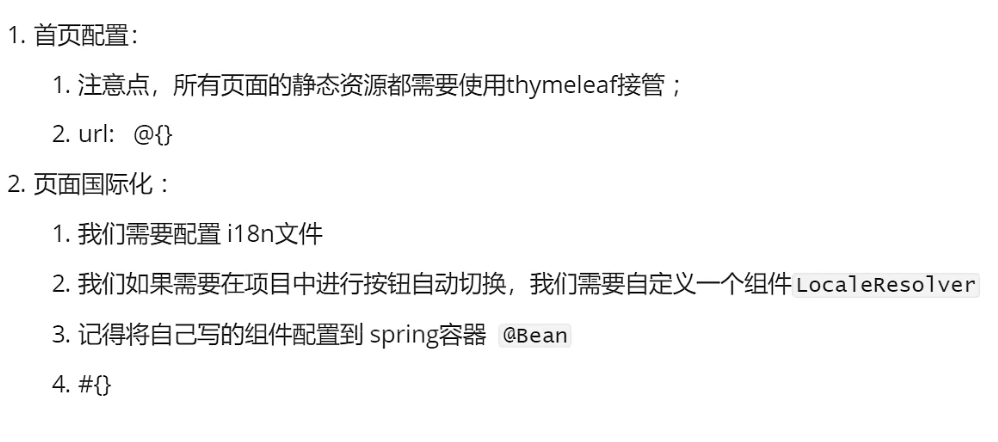 1. 首页配置：
1. 注意点，所有页面的静态资源都需要使用thymeleaf接管；
2. url: @{}
2. 页面国际化：
1. 我们需要配置 i18n文件
2. 我们如果需要在项目中进行按钮自动切换，我们需要自定义一个组件LocaleResolver
3. 记得将自己写的组件配置到 spring容器 @Bean
4. #{}